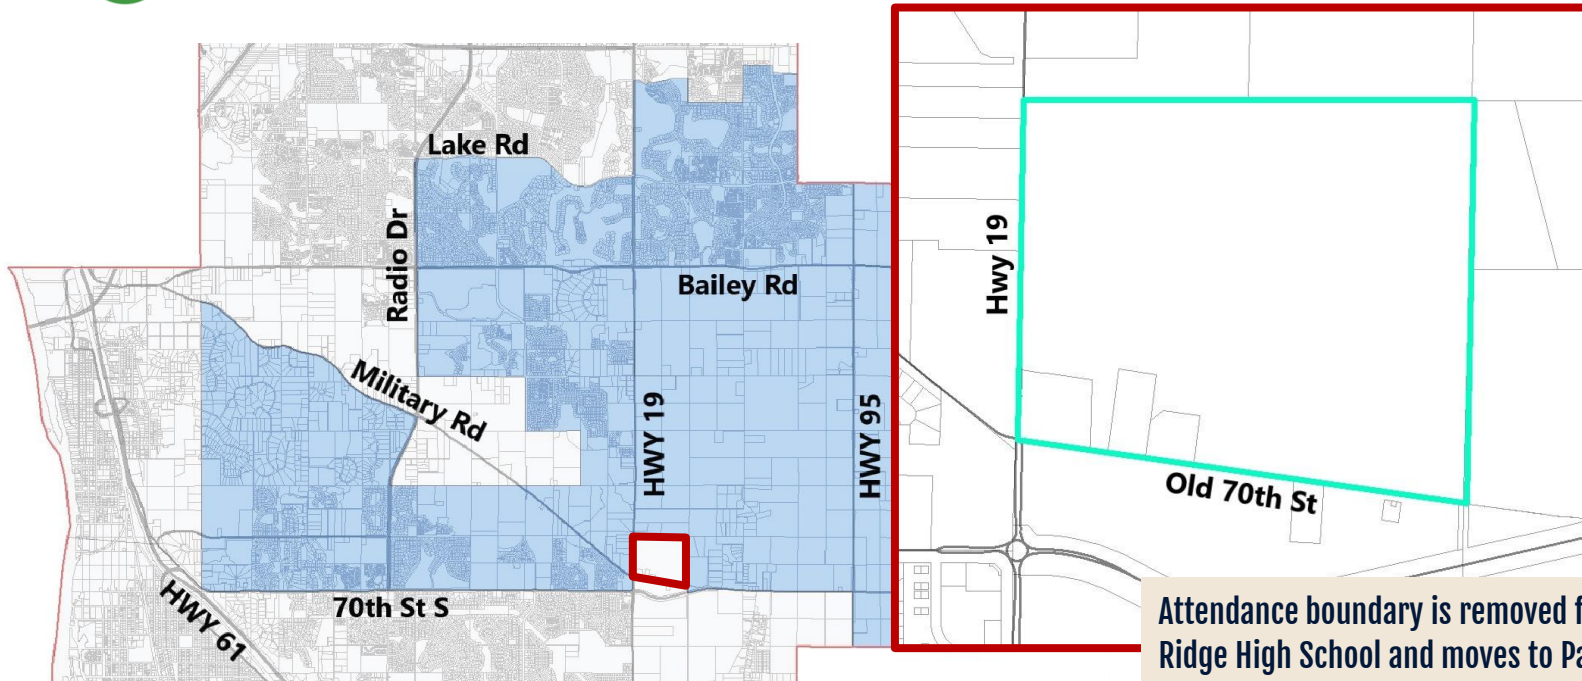 Lake Rd
Radio Dr
Bailey Rd
Military Rd
HWY 19
HWY 95
70th St S
HWY 61
Hwy 19
Old 70th St
Attendance boundary is removed
Ridge High School and moves to